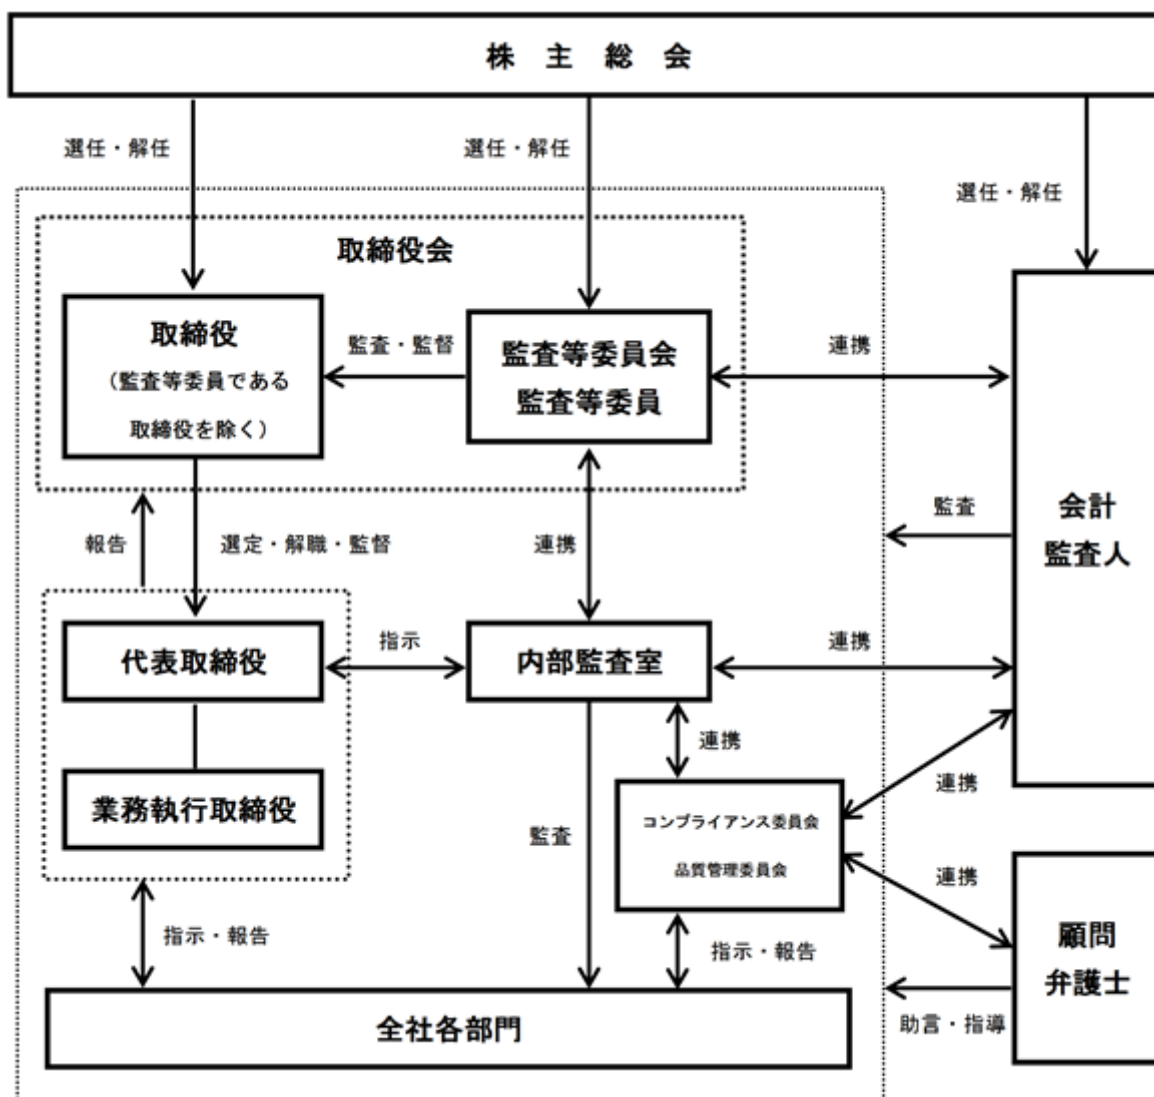 株主総会
選任・解任
選任・解任
選任・解任
取締役会
取締役
（監査等委員である
取締役を除く）
監査・監督
監査等委員会
監査等委員
連携
監査
会計
監査人
報告
選定・解職・監督
連携
代表取締役
指示
内部監査室
連携
連携
業務執行取締役
監査
コンプライアンス委員会
品質管理委員会
連携
連携
指示・報告
指示・報告
顧問
弁護士
助言・指導
全社各部門